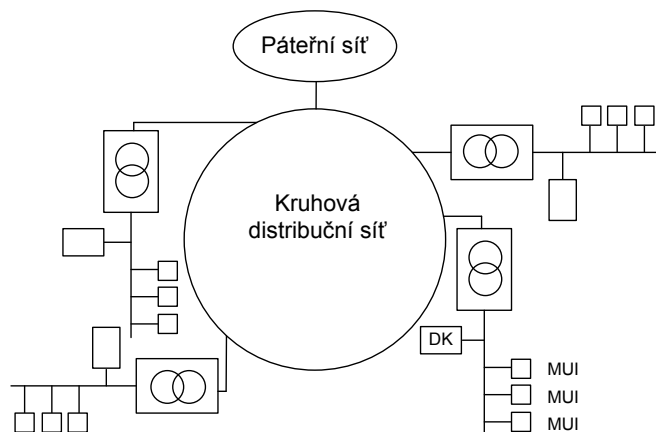 Páteřní síť
Kruhová
distribuční síť
DK
MUI
MUI
MUI